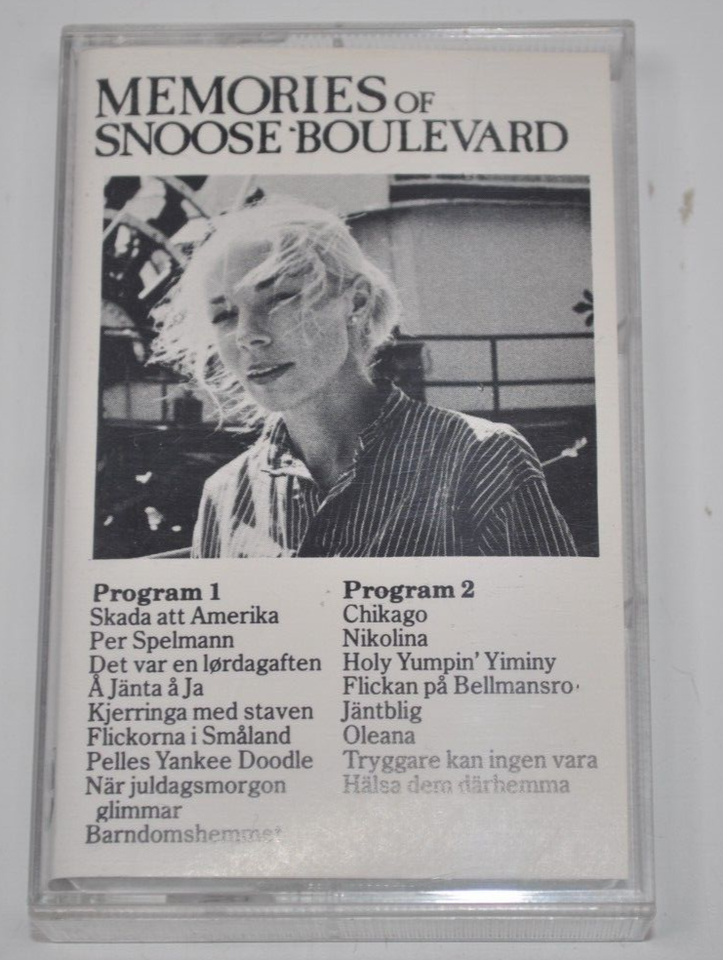 MEMORIES OF
SNOOSE BOULEVARD
Program 1
Skada att Amerika
Per Spelmann
Det var en lørdagaften
Å Jänta å Ja
Kjerringa med staven
Flickorna i Småland
Pelles Yankee Doodle
När juldagsmorgon
glimmar
Barndomshemmet
Program 2
Chikago
Nikolina
Holy Yumpin' Yiminy
Flickan på Bellmansro
Jäntblig
Oleana
Tryggare kan ingen vara
Hälsa dem därhemma